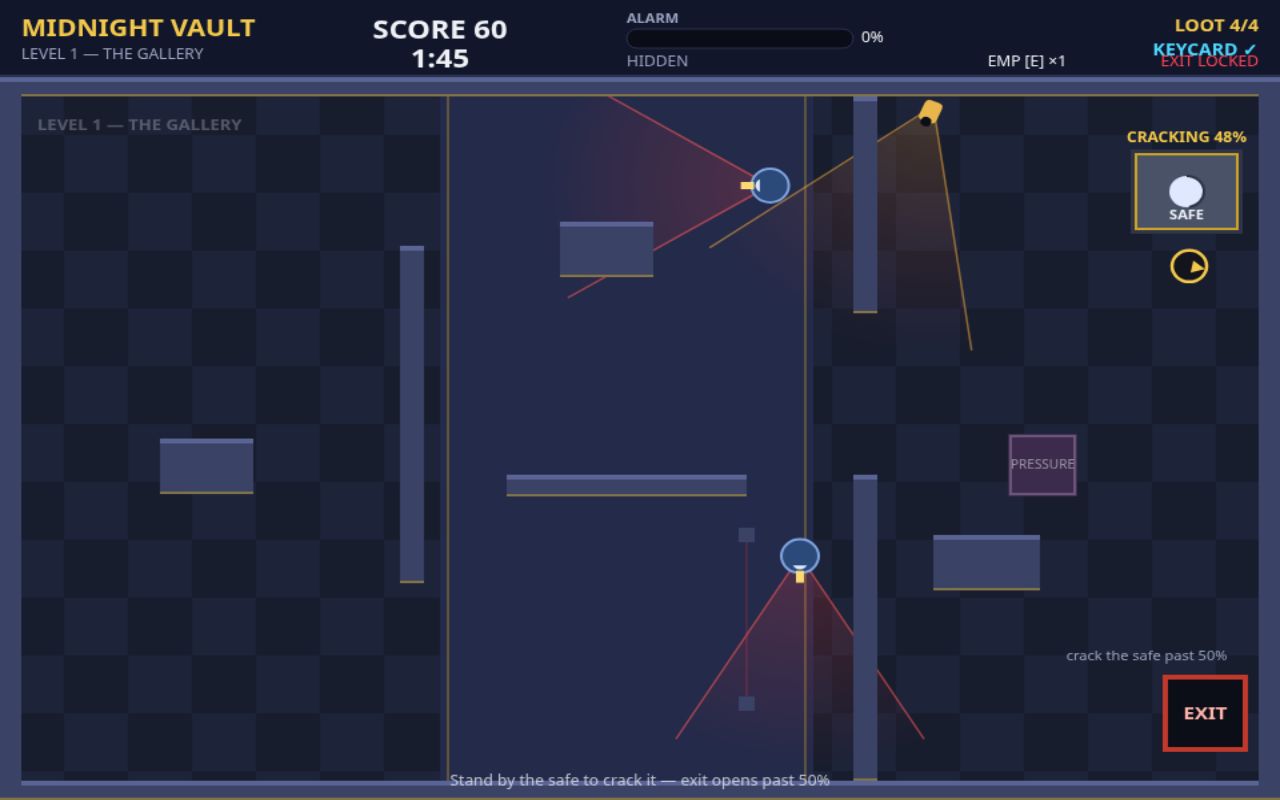 MIDNIGHT VAULT
LEVEL 1 — THE GALLERY
SCORE 60
1:45
ALARM
0%
HIDDEN
EMP [E] ×1
LOOT 4/4
KEYCARD ✓
EXIT LOCKED
LEVEL 1 — THE GALLERY
CRACKING 48%
SAFE
PRESSURE
crack the safe past 50%
EXIT
Stand by the safe to crack it — exit opens past 50%